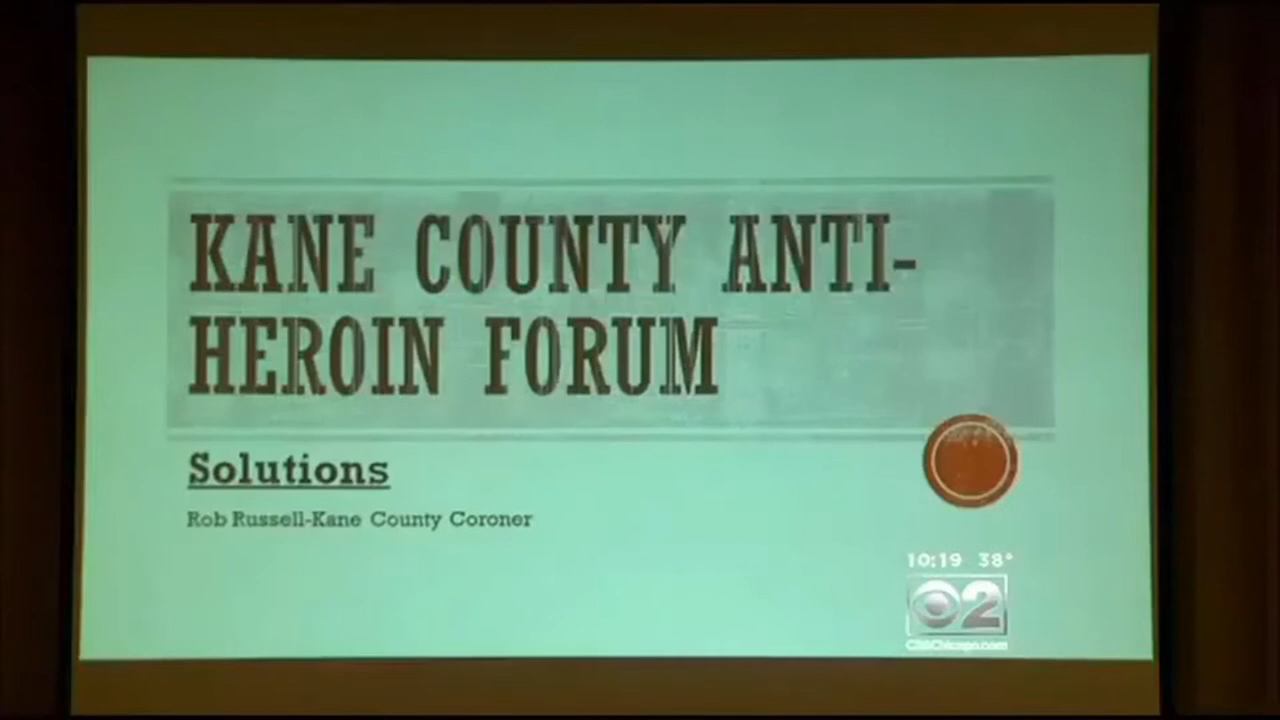 KANE COUNTY ANTI-
HEROIN FORUM
Solutions
Rob Russell-Kane County Coroner
10:19 38°
2
CBSChicago.com